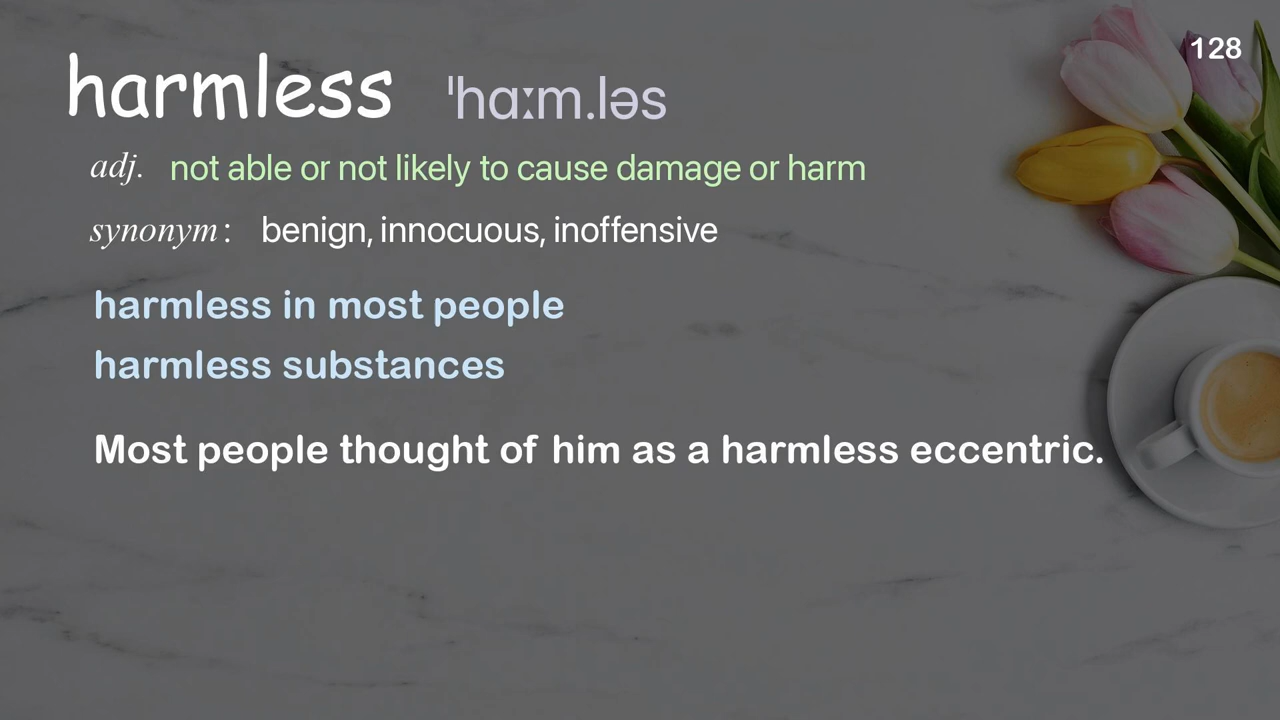 128
harmless ˈhɑːm.ləs
adj. not able or not likely to cause damage or harm
synonym: benign, innocuous, inoffensive
harmless in most people
harmless substances
Most people thought of him as a harmless eccentric.